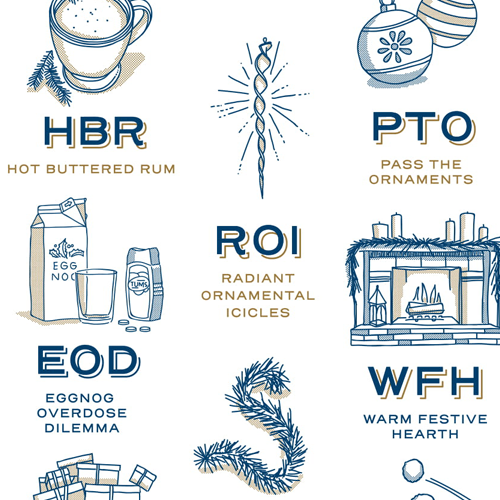 HBR
HOT BUTTERED RUM
PTO
PASS THE
ORNAMENTS
ROI
RADIANT
ORNAMENTAL
ICICLES
EGG
NOG
TUMS
EOD
EGGNOG
OVERDOSE
DILEMMA
WFH
WARM FESTIVE
HEARTH